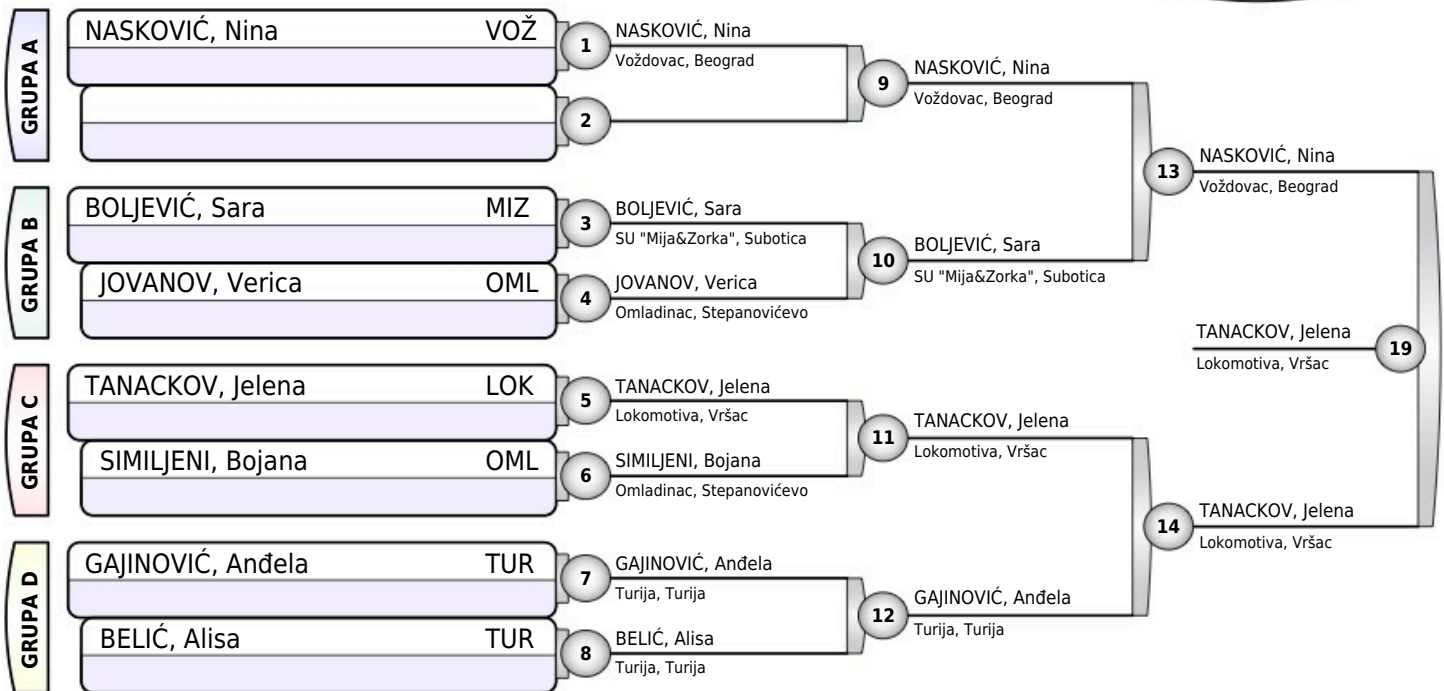 GRUPA A
NASKOVIĆ, Nina VOŽ
1
NASKOVIĆ, Nina
Voždovac, Beograd
2
9
NASKOVIĆ, Nina
Voždovac, Beograd
GRUPA B
BOLJEVIĆ, Sara MIZ
3
BOLJEVIĆ, Sara
SU "Mija&Zorka", Subotica
JOVANOV, Verica OML
4
JOVANOV, Verica
Omladinac, Stepanovićevo
10
BOLJEVIĆ, Sara
SU "Mija&Zorka", Subotica
13
NASKOVIĆ, Nina
Voždovac, Beograd
GRUPA C
TANACKOV, Jelena LOK
5
TANACKOV, Jelena
Lokomotiva, Vršac
SIMILJENI, Bojana OML
6
SIMILJENI, Bojana
Omladinac, Stepanovićevo
11
TANACKOV, Jelena
Lokomotiva, Vršac
GRUPA D
GAJINOVIĆ, Anđela TUR
7
GAJINOVIĆ, Anđela
Turija, Turija
BELIĆ, Alisa TUR
8
BELIĆ, Alisa
Turija, Turija
12
GAJINOVIĆ, Anđela
Turija, Turija
14
TANACKOV, Jelena
Lokomotiva, Vršac
TANACKOV, Jelena
Lokomotiva, Vršac
19